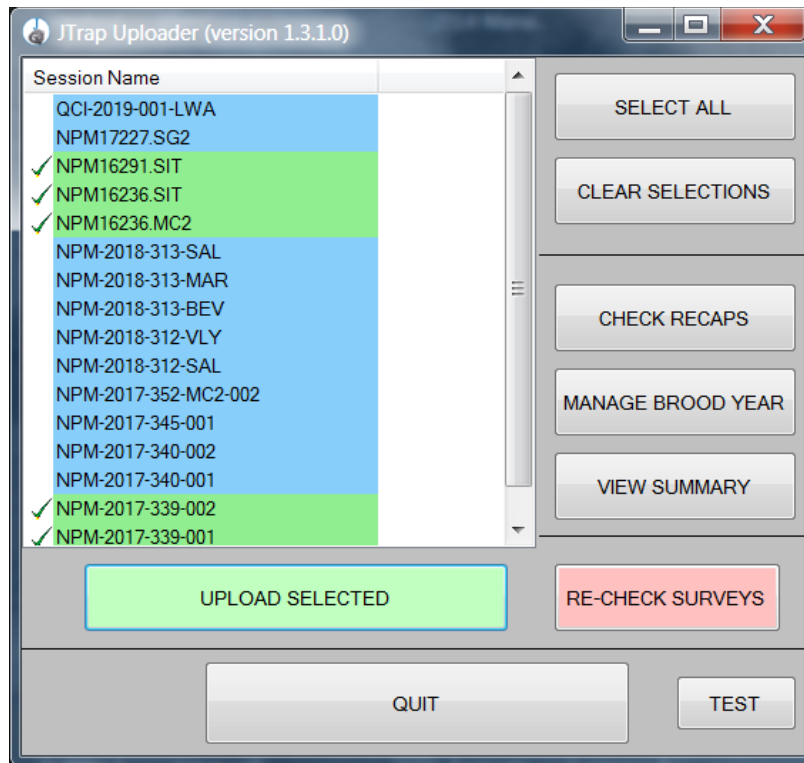 JTrap Uploader (version 1.3.1.0)
Session Name
QCI-2019-001-LWA
NPM17227.SG2
NPM16291.SIT
NPM16236.SIT
NPM16236.MC2
NPM-2018-313-SAL
NPM-2018-313-MAR
NPM-2018-313-BEV
NPM-2018-312-VLY
NPM-2018-312-SAL
NPM-2017-352-MC2-002
NPM-2017-345-001
NPM-2017-340-002
NPM-2017-340-001
NPM-2017-339-002
NPM-2017-339-001
SELECT ALL
CLEAR SELECTIONS
CHECK RECAPS
MANAGE BROOD YEAR
VIEW SUMMARY
UPLOAD SELECTED
RE-CHECK SURVEYS
QUIT
TEST